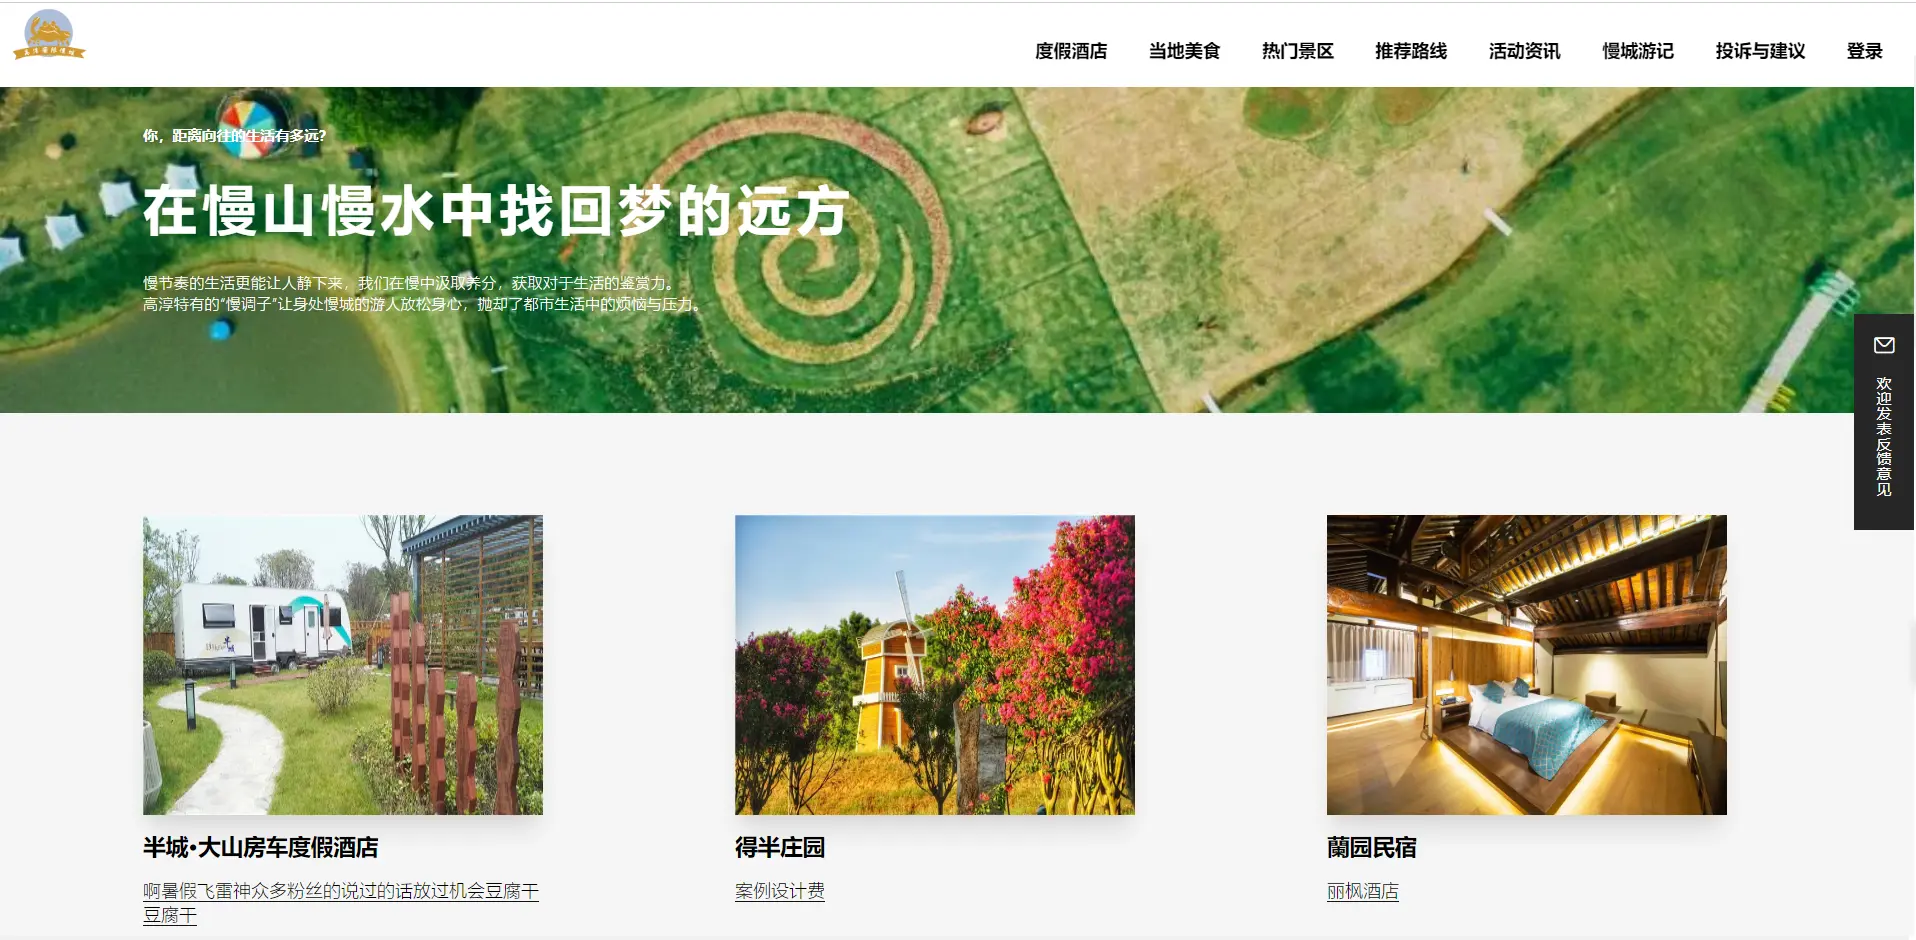 度假酒店 当地美食 热门景区 推荐路线 活动资讯 慢城游记 投诉与建议 登录
你，距离向往的生活有多远？
在慢山慢水中找回梦的远方
慢节奏的生活更能让人静下来，我们在慢中汲取养分，获取对于生活的鉴赏力。
高淳特有的“慢调子”让身处慢城的游人放松身心，抛却了都市生活中的烦恼与压力。
欢迎发表反馈意见
半城·大山房车度假酒店
啊暑假飞雷神众多粉丝的说过的话放过机会豆腐干
豆腐干
得半庄园
案例设计费
蘭园民宿
丽枫酒店